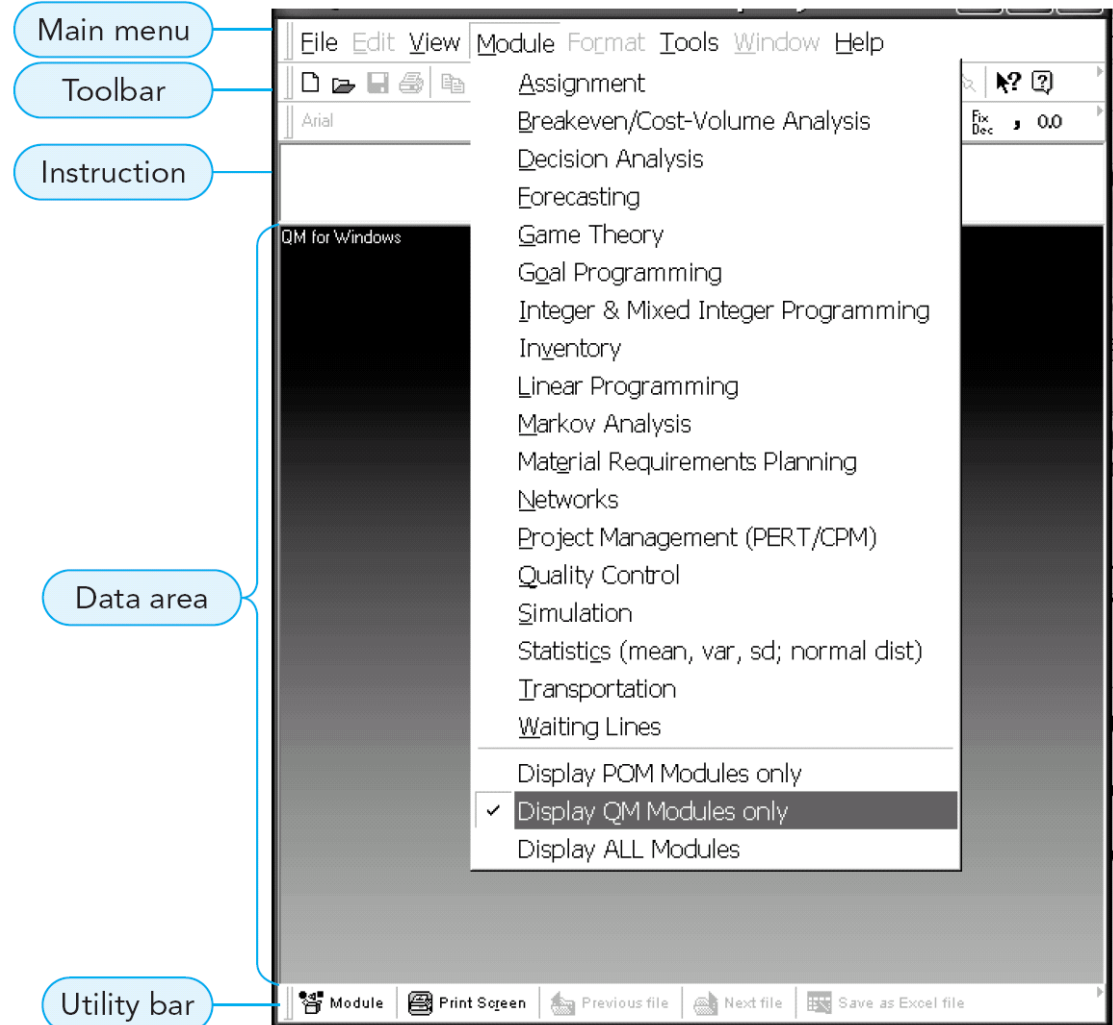 Main menu
File Edit View Module Format Tools Window Help
Toolbar
Assignment
Arial
Breakeven/Cost-Volume Analysis
Fix Dec , 0.0
Instruction
Decision Analysis
Forecasting
QM for Windows
Game Theory
Goal Programming
Integer & Mixed Integer Programming
Inventory
Linear Programming
Markov Analysis
Material Requirements Planning
Networks
Project Management (PERT/CPM)
Data area
Quality Control
Simulation
Statistics (mean, var, sd; normal dist)
Transportation
Waiting Lines
Display POM Modules only
Display QM Modules only
Display ALL Modules
Utility bar
Module Print Screen Previous file Next file Save as Excel file